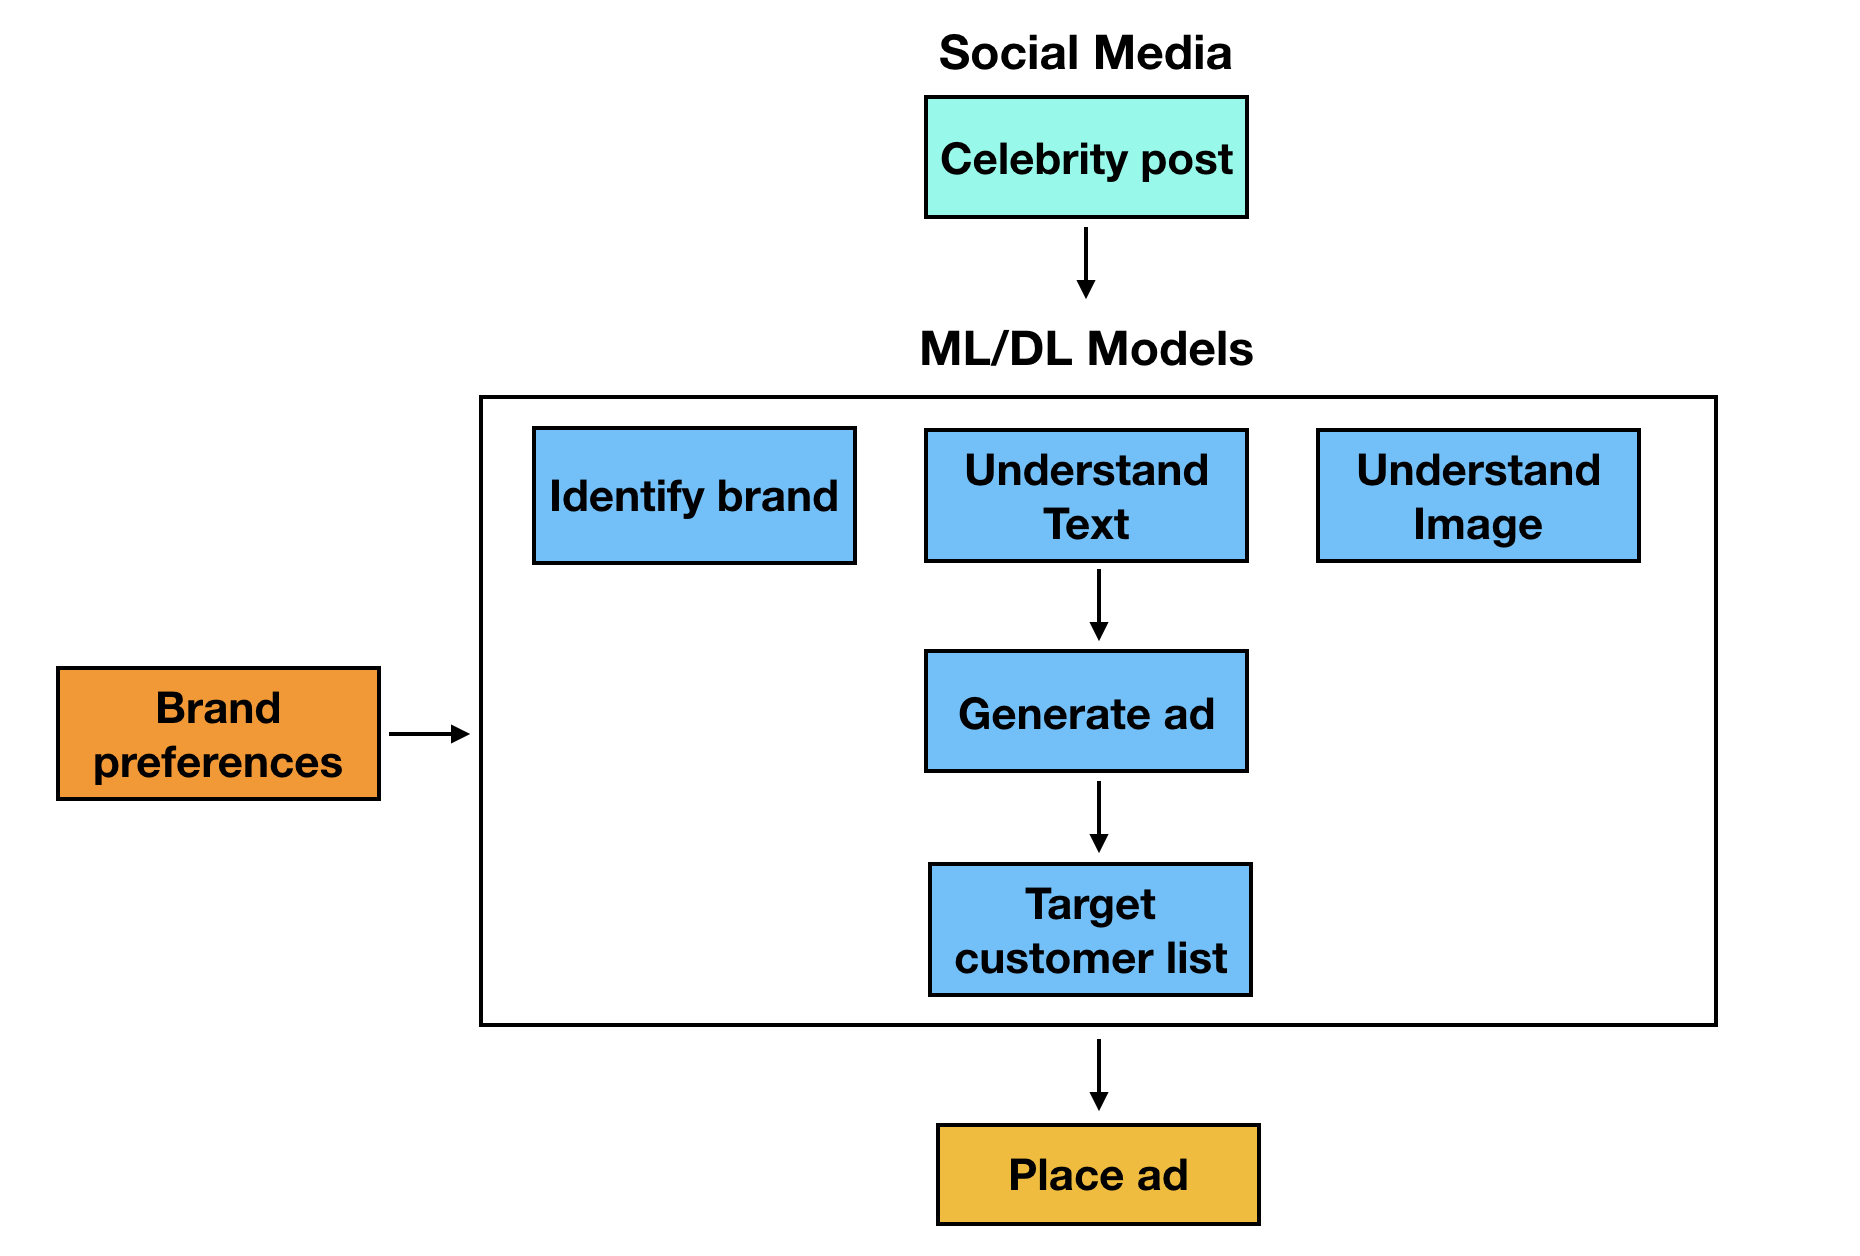 Social Media
Celebrity post
ML/DL Models
Identify brand
Understand
Text
Understand
Image
Brand
preferences
Generate ad
Target
customer list
Place ad